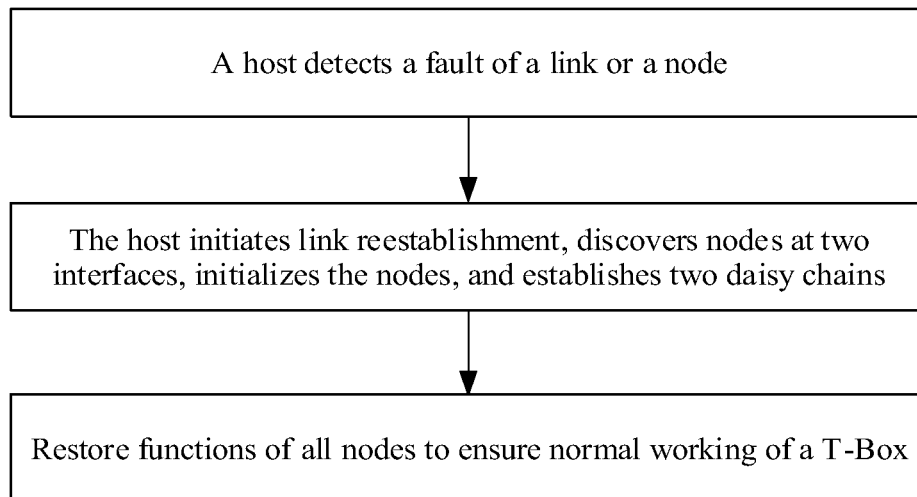 A host detects a fault of a link or a node
The host initiates link reestablishment, discovers nodes at two
interfaces, initializes the nodes, and establishes two daisy chains
Restore functions of all nodes to ensure normal working of a T-Box